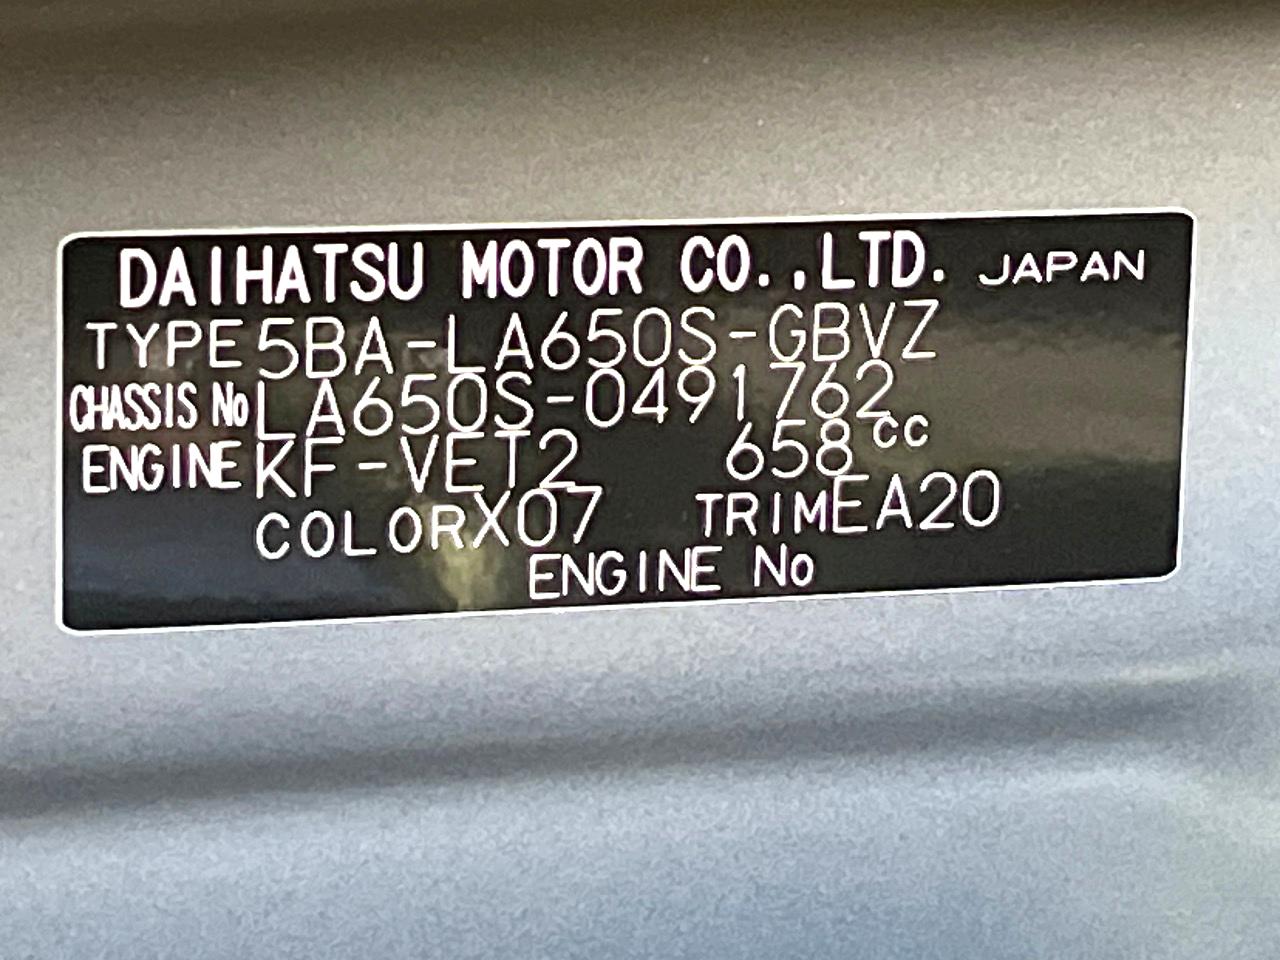 DAIHATSU MOTOR CO.,LTD. JAPAN
TYPE 5BA-LA650S-GBVZ
CHASSIS No LA650S-0491762
ENGINE KF-VET2 658cc
COLOR X07 TRIM EA20
ENGINE No